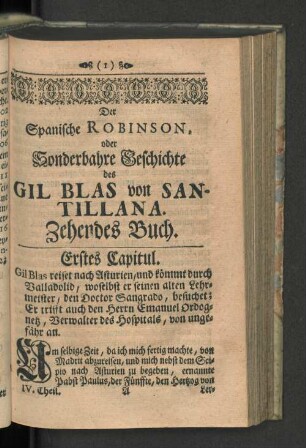 (1)
Der
Spanische ROBINSON,
oder
Sonderbahre Geschichte
des
GIL BLAS von SAN-
TILLANA.
Zehendes Buch.
Erstes Capitul.
Gil Blas reiset nach Asturien/und kömmt durch
Valladolid, woselbst er seinen alten Lehr-
meister, den Doctor Sangrado, besuchet:
Er trifft auch den Herrn Emanuel Ordog-
netz, Verwalter des Hospitals, von unge-
fähr an.
Um selbige Zeit, da ich mich fertig machte, von
Madrit abzureisen, und mich nebst dem Sci-
pio nach Asturien zu begeben, ernannte
Pabst Paulus, der Fünffte, den Hertzog von
IV. Theil. A Ler-